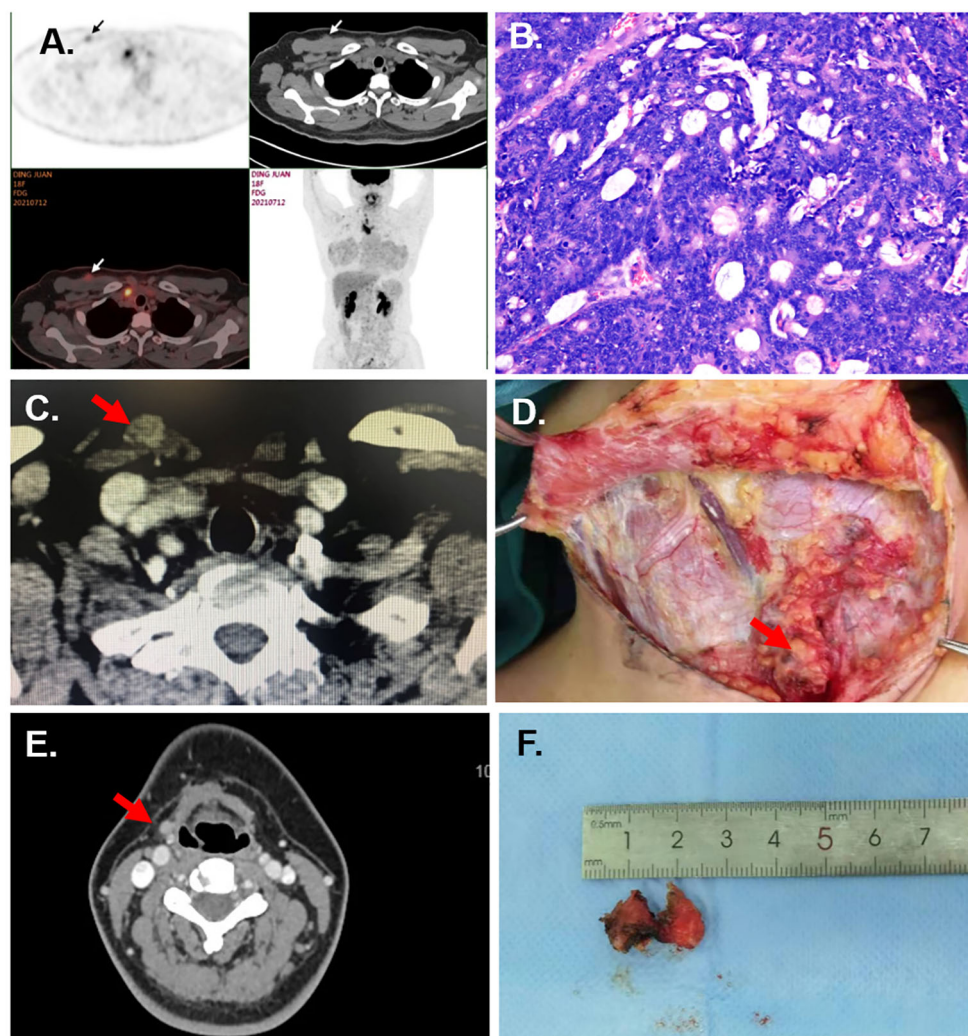 A.
B.
DING JUAN
18F
FDG
20210712
DING JUAN
18F
FDG
20210712
C.
D.
E.
10
F.
0.5mm
mm
1 2 3 4 5 6 7
mm